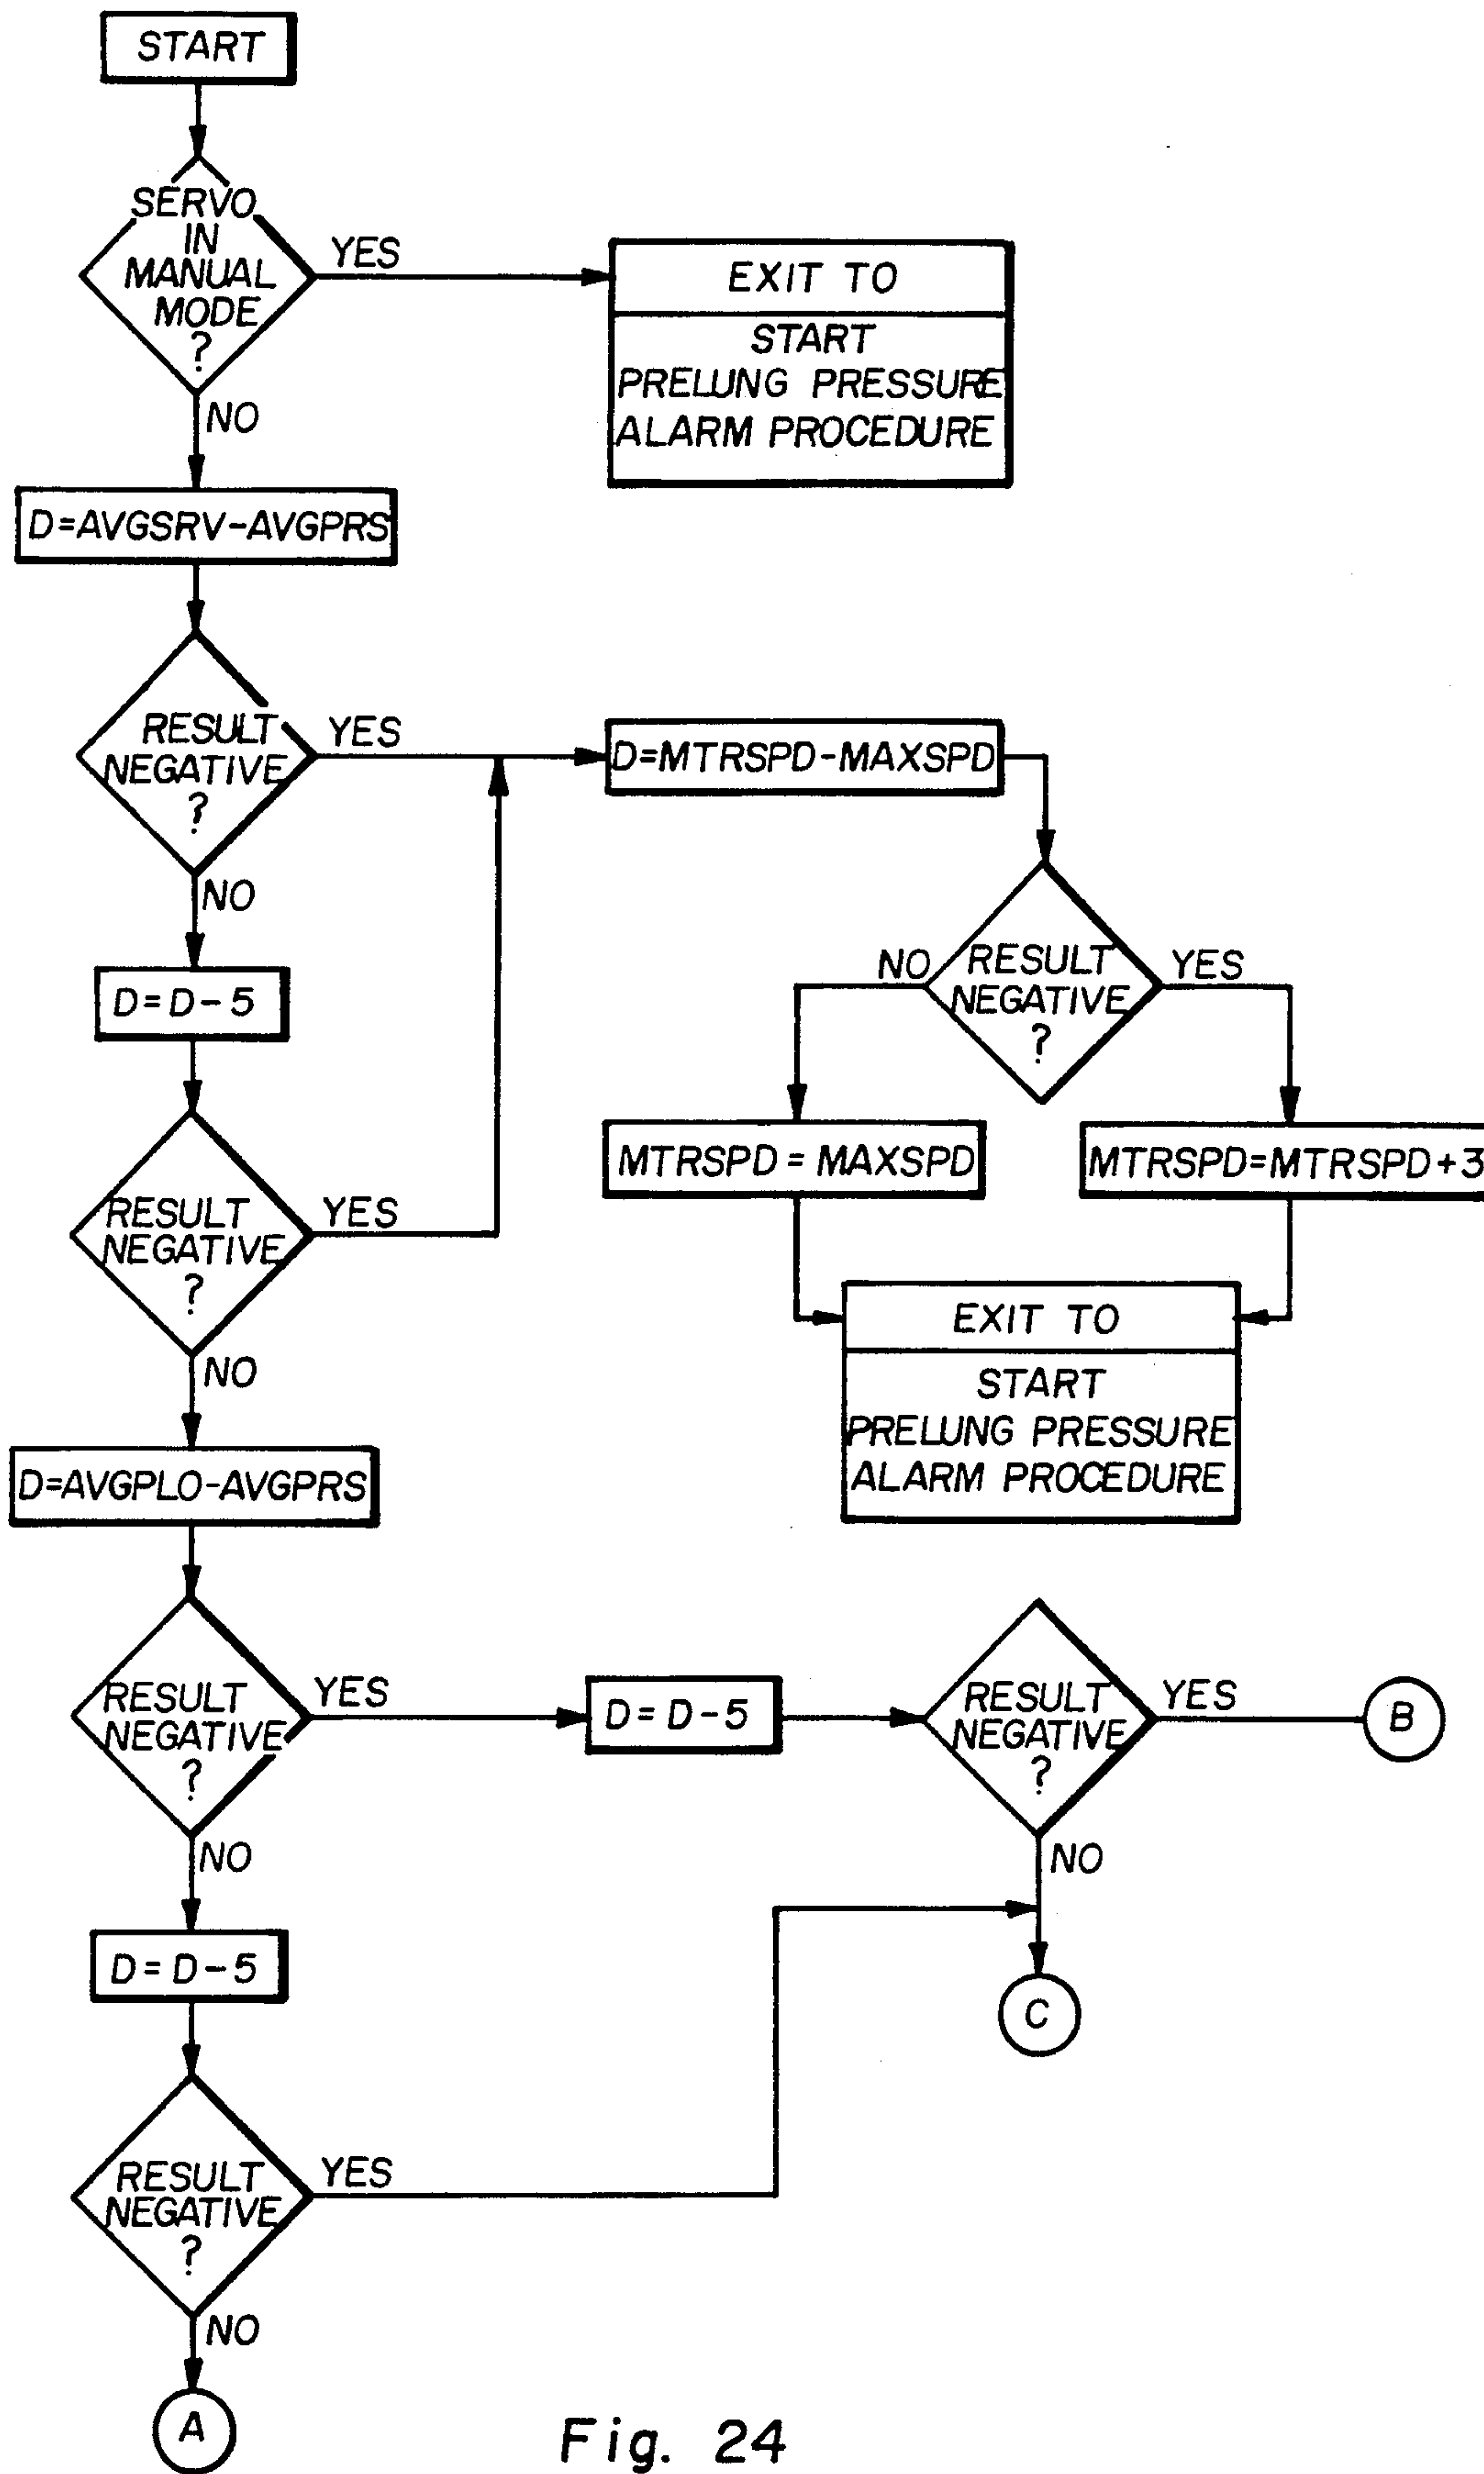 START
SERVO
IN
MANUAL
MODE
?
YES
NO
EXIT TO
START
PRELUNG PRESSURE
ALARM PROCEDURE
D=AVGSRV-AVGPRS
RESULT
NEGATIVE
?
YES
NO
D=MTRSPD-MAXSPD
RESULT
NEGATIVE
?
NO
YES
D=D-5
MTRSPD=MAXSPD
MTRSPD=MTRSPD+3
RESULT
NEGATIVE
?
YES
NO
EXIT TO
START
PRELUNG PRESSURE
ALARM PROCEDURE
D=AVGPLO-AVGPRS
RESULT
NEGATIVE
?
YES
NO
D=D-5
RESULT
NEGATIVE
?
YES
B
NO
C
D=D-5
RESULT
NEGATIVE
?
YES
NO
A
Fig. 24